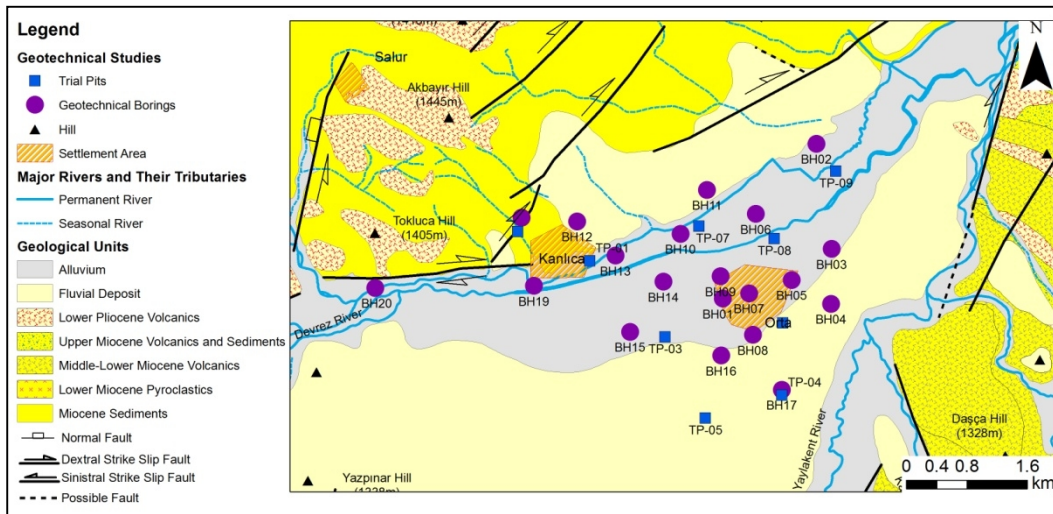 Legend
Geotechnical Studies
Trial Pits
Geotechnical Borings
Hill
Settlement Area
Major Rivers and Their Tributaries
Permanent River
Seasonal River
Geological Units
Alluvium
Fluvial Deposit
Lower Pliocene Volcanics
Upper Miocene Volcanics and Sediments
Middle-Lower Miocene Volcanics
Lower Miocene Pyroclastics
Miocene Sediments
Normal Fault
Dextral Strike Slip Fault
Sinistral Strike Slip Fault
Possible Fault
N
Salur
Akbayır Hill
(1445m)
BH02
TP-09
BH11
Tokluca Hill
(1405m)
BH12
TP-01
Kanlıca
BH13
BH10
TP-07
BH06
TP-08
BH03
BH20
BH19
BH14
BH09
BH01
BH07
BH05
BH04
Devrez River
Orta
BH15
TP-03
BH08
BH16
TP-04
BH17
TP-05
Yaylakent River
Daşça Hill
(1328m)
Yazpınar Hill
0 0.4 0.8 1.6
km